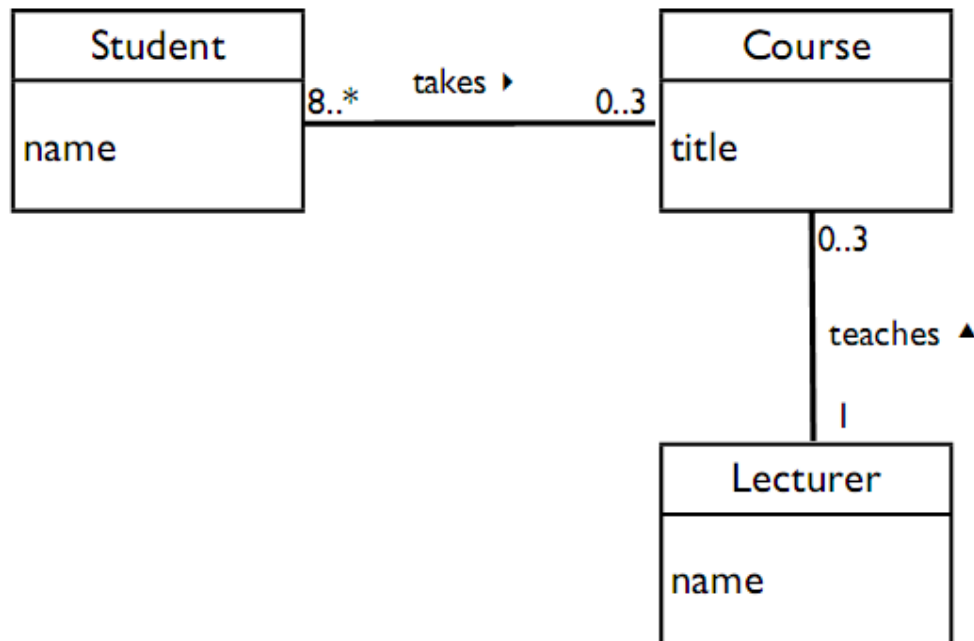 Student
name
8..*
takes ▸
0..3
Course
title
0..3
teaches ▲
1
Lecturer
name